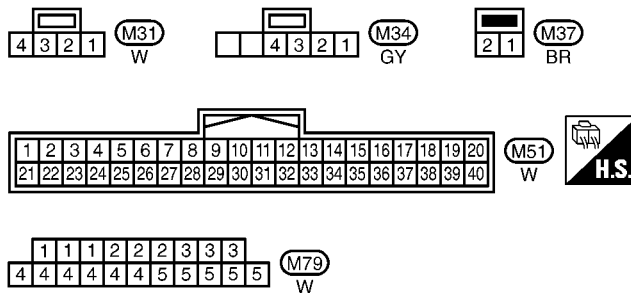 4 3 2 1 M31 W
4 3 2 1 M34 GY
2 1 M37 BR
1 2 3 4 5 6 7 8 9 10 11 12 13 14 15 16 17 18 19 20
21 22 23 24 25 26 27 28 29 30 31 32 33 34 35 36 37 38 39 40
M51 W
H.S.
1 1 1 2 2 2 3 3 3
4 4 4 4 4 4 5 5 5 5 5
M79 W